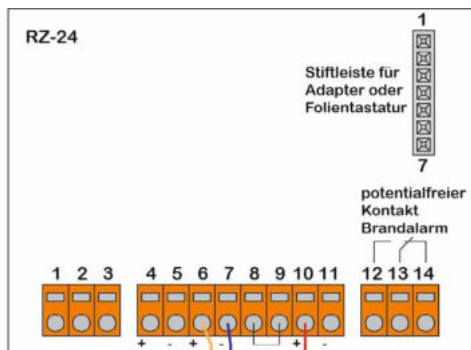 RZ-24
1
Stiftleiste für
Adapter oder
Folientastatur
7
potentialfreier
Kontakt
Brandalarm
12 13 14
1 2 3 4 5 6 7 8 9 10 11
+ - + - + -